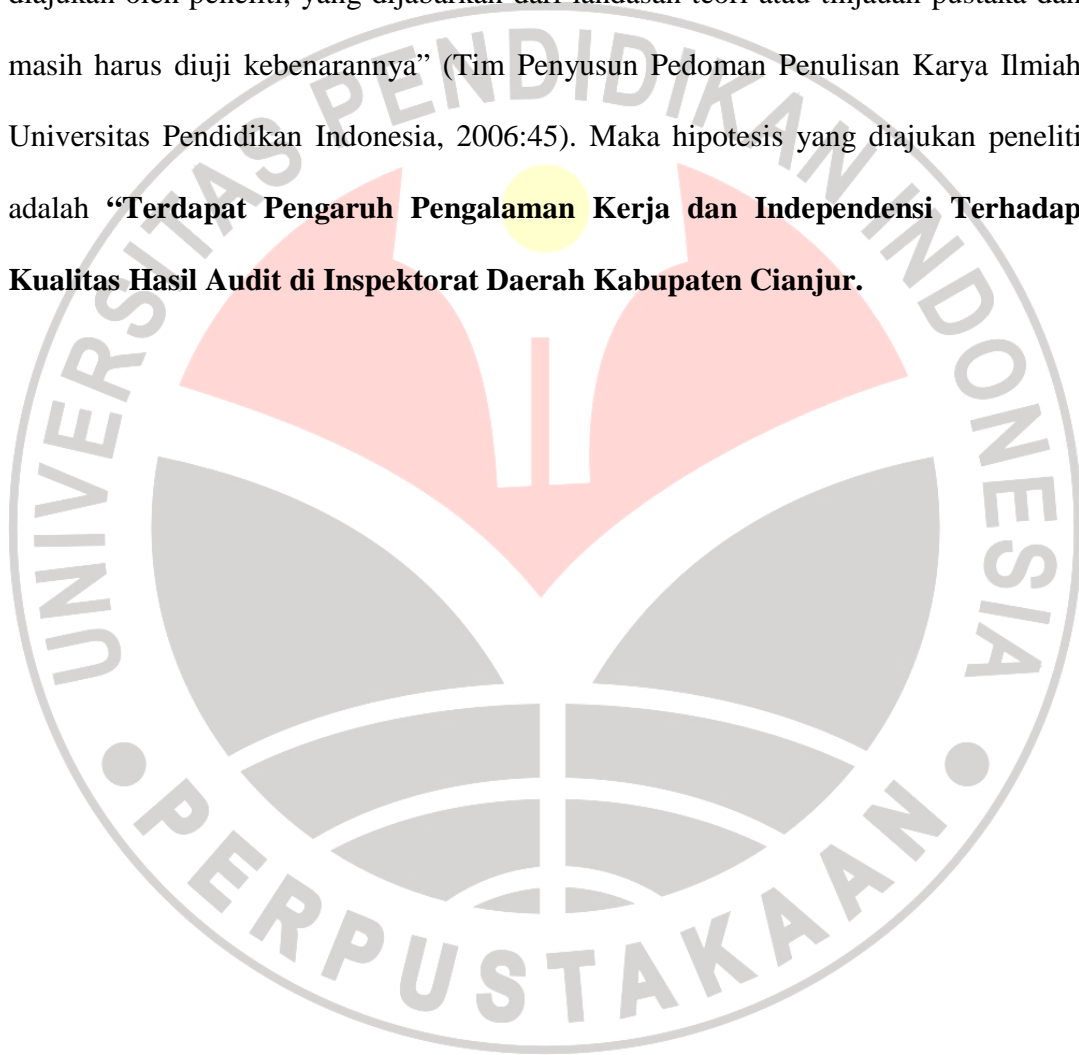 diajukan oleh peneliti, yang dijabarkan dari landasan teori atau tinjauan pustaka dan
masih harus diuji kebenarannya” (Tim Penyusun Pedoman Penulisan Karya Ilmiah
Universitas Pendidikan Indonesia, 2006:45). Maka hipotesis yang diajukan peneliti
adalah “Terdapat Pengaruh Pengalaman Kerja dan Independensi Terhadap
Kualitas Hasil Audit di Inspektorat Daerah Kabupaten Cianjur.
UNIVERSITAS PENDIDIKAN INDONESIA
PERPUSTAKAAN